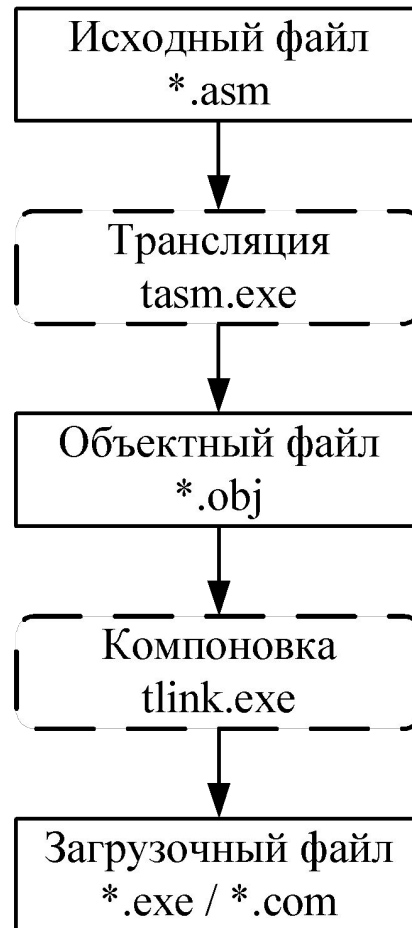 Исходный файл
*.asm
Трансляция
tasm.exe
Объектный файл
*.obj
Компоновка
tlink.exe
Загрузочный файл
*.exe / *.com